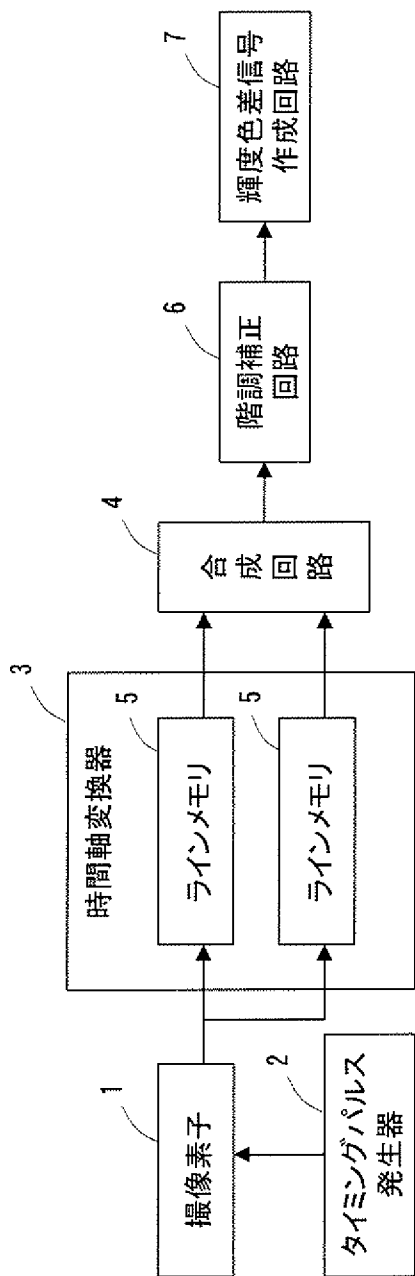 1
撮像素子
2
タイミングパルス
発生器
3
時間軸変換器
5
ラインメモリ
5
ラインメモリ
4
合成回路
6
階調補正
回路
7
輝度色差信号
作成回路